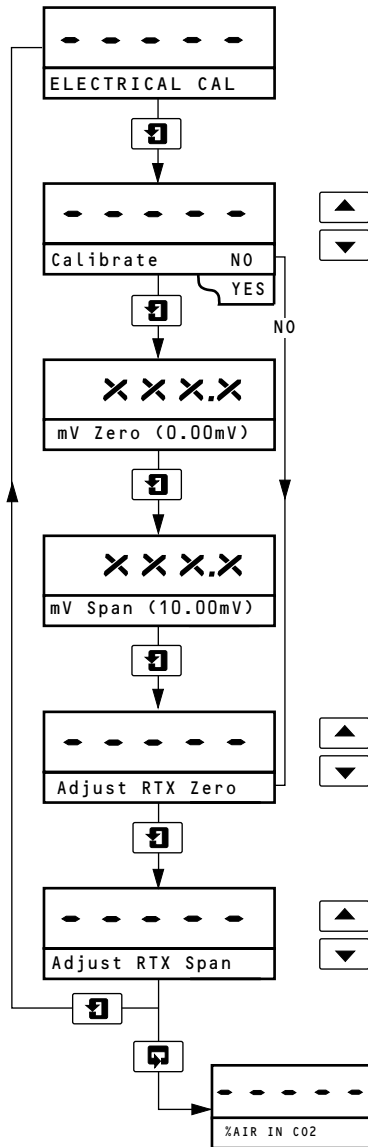 - - - - -
ELECTRICAL CAL
- - - - -
Calibrate NO
YES
NO
XXX.X
mV Zero (0.00mV)
XXX.X
mV Span (10.00mV)
- - - - -
Adjust RTX Zero
- - - - -
Adjust RTX Span
- - - - -
%AIR IN CO2